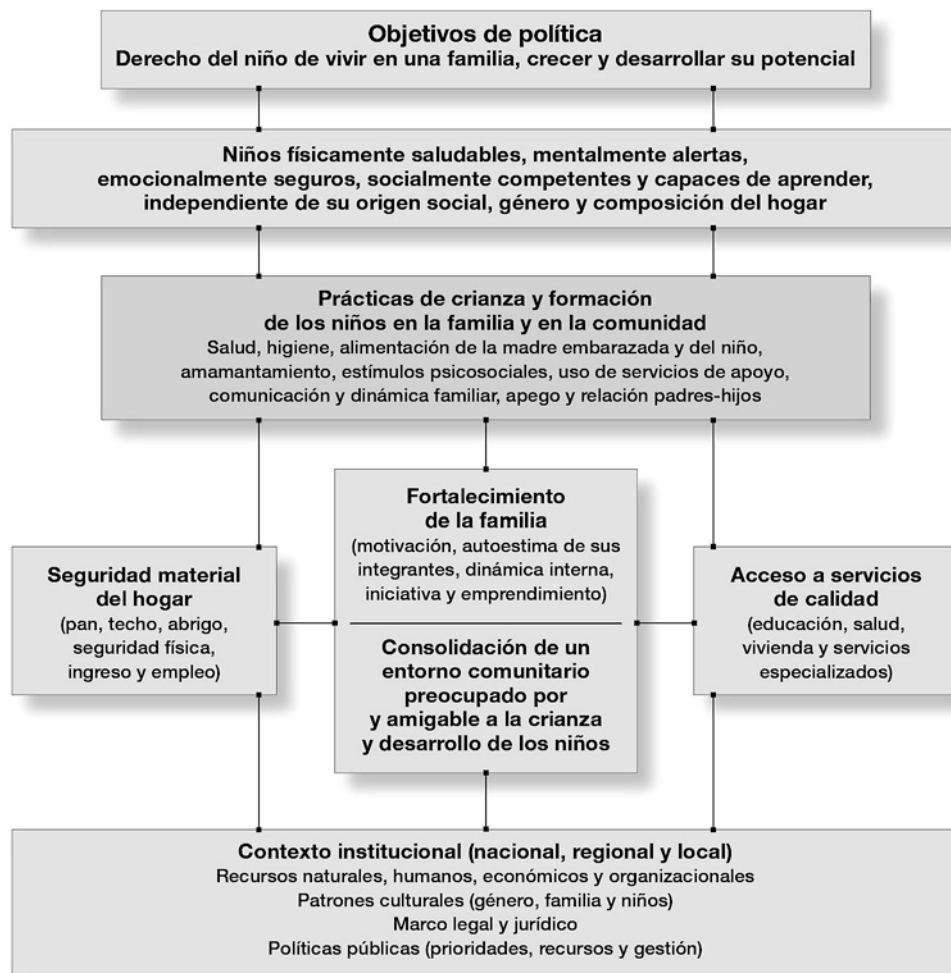 Objetivos de política
Derecho del niño de vivir en una familia, crecer y desarrollar su potencial
Niños físicamente saludables, mentalmente alertas,
emocionalmente seguros, socialmente competentes y capaces de aprender,
independiente de su origen social, género y composición del hogar
Prácticas de crianza y formación
de los niños en la familia y en la comunidad
Salud, higiene, alimentación de la madre embarazada y del niño,
amamantamiento, estímulos psicosociales, uso de servicios de apoyo,
comunicación y dinámica familiar, apego y relación padres-hijos
Seguridad material
del hogar
(pan, techo, abrigo,
seguridad física,
ingreso y empleo)
Fortalecimiento
de la familia
(motivación, autoestima de sus
integrantes, dinámica interna,
iniciativa y emprendimiento)
Consolidación de un
entorno comunitario
preocupado por
y amigable a la crianza
y desarrollo de los niños
Acceso a servicios
de calidad
(educación, salud,
vivienda y servicios
especializados)
Contexto institucional (nacional, regional y local)
Recursos naturales, humanos, económicos y organizacionales
Patrones culturales (género, familia y niños)
Marco legal y jurídico
Políticas públicas (prioridades, recursos y gestión)